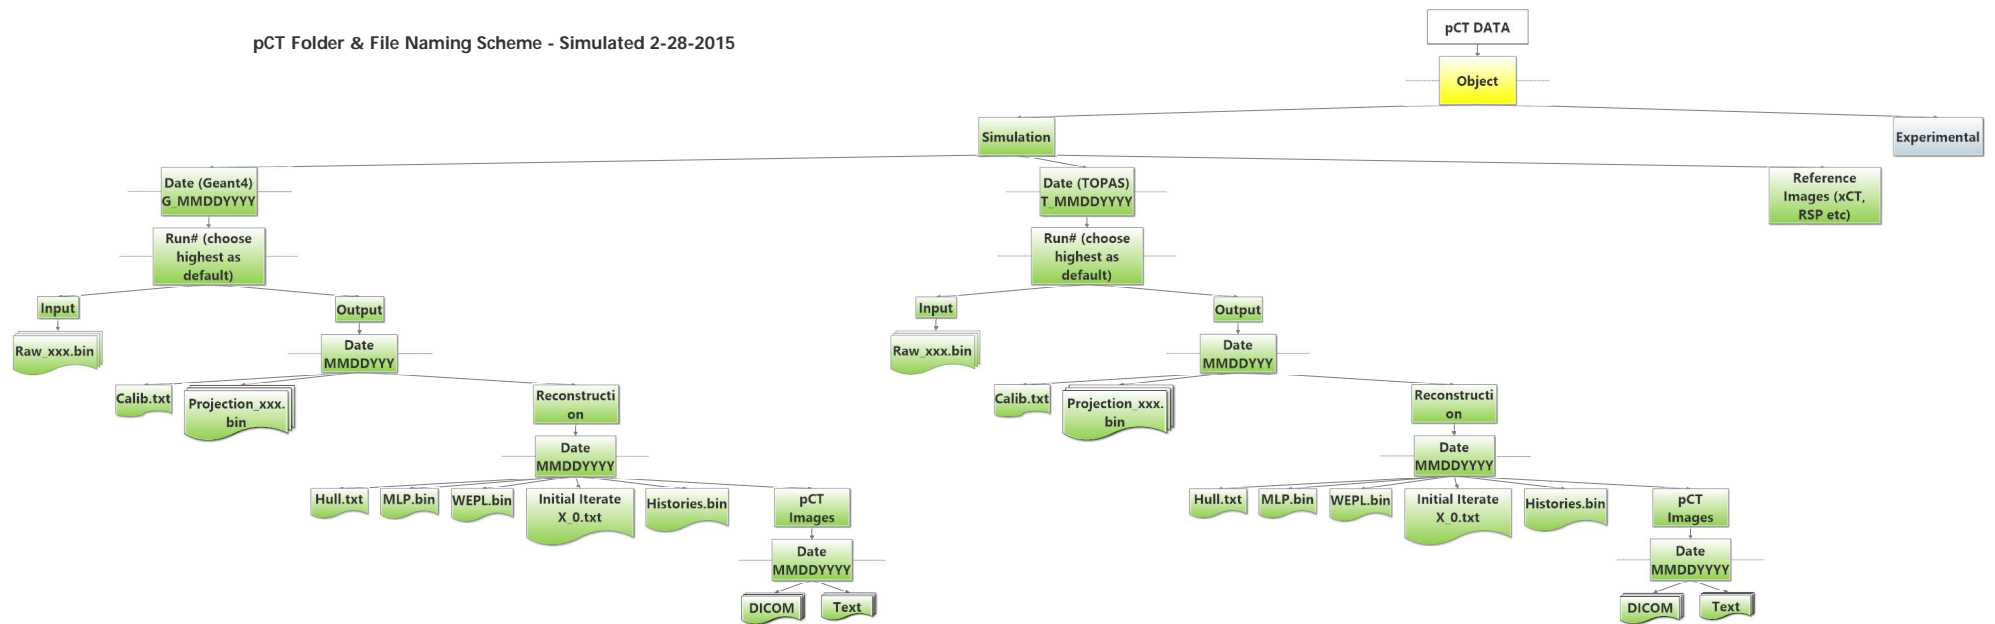 pCT DATA
pCT Folder & File Naming Scheme - Simulated 2-28-2015
Object
Simulation
Experimental
Date (Geant4)
G_MMDDYYYY
Date (TOPAS)
T_MMDDYYYY
Reference
Images (xCT,
RSP etc)
Run# (choose
highest as
default)
Run# (choose
highest as
default)
Input
Output
Input
Output
Raw_xxx.bin
Date
MMDDYYY
Raw_xxx.bin
Date
MMDDYYY
Calib.txt
Projection_xxx.
bin
Reconstructi
on
Calib.txt
Projection_xxx.
bin
Reconstructi
on
Date
MMDDYYYY
Date
MMDDYYYY
Hull.txt
MLP.bin
WEPL.bin
Initial Iterate
X_0.txt
Histories.bin
pCT
Images
Hull.txt
MLP.bin
WEPL.bin
Initial Iterate
X_0.txt
Histories.bin
pCT
Images
Date
MMDDYYYY
Date
MMDDYYYY
DICOM
Text
DICOM
Text